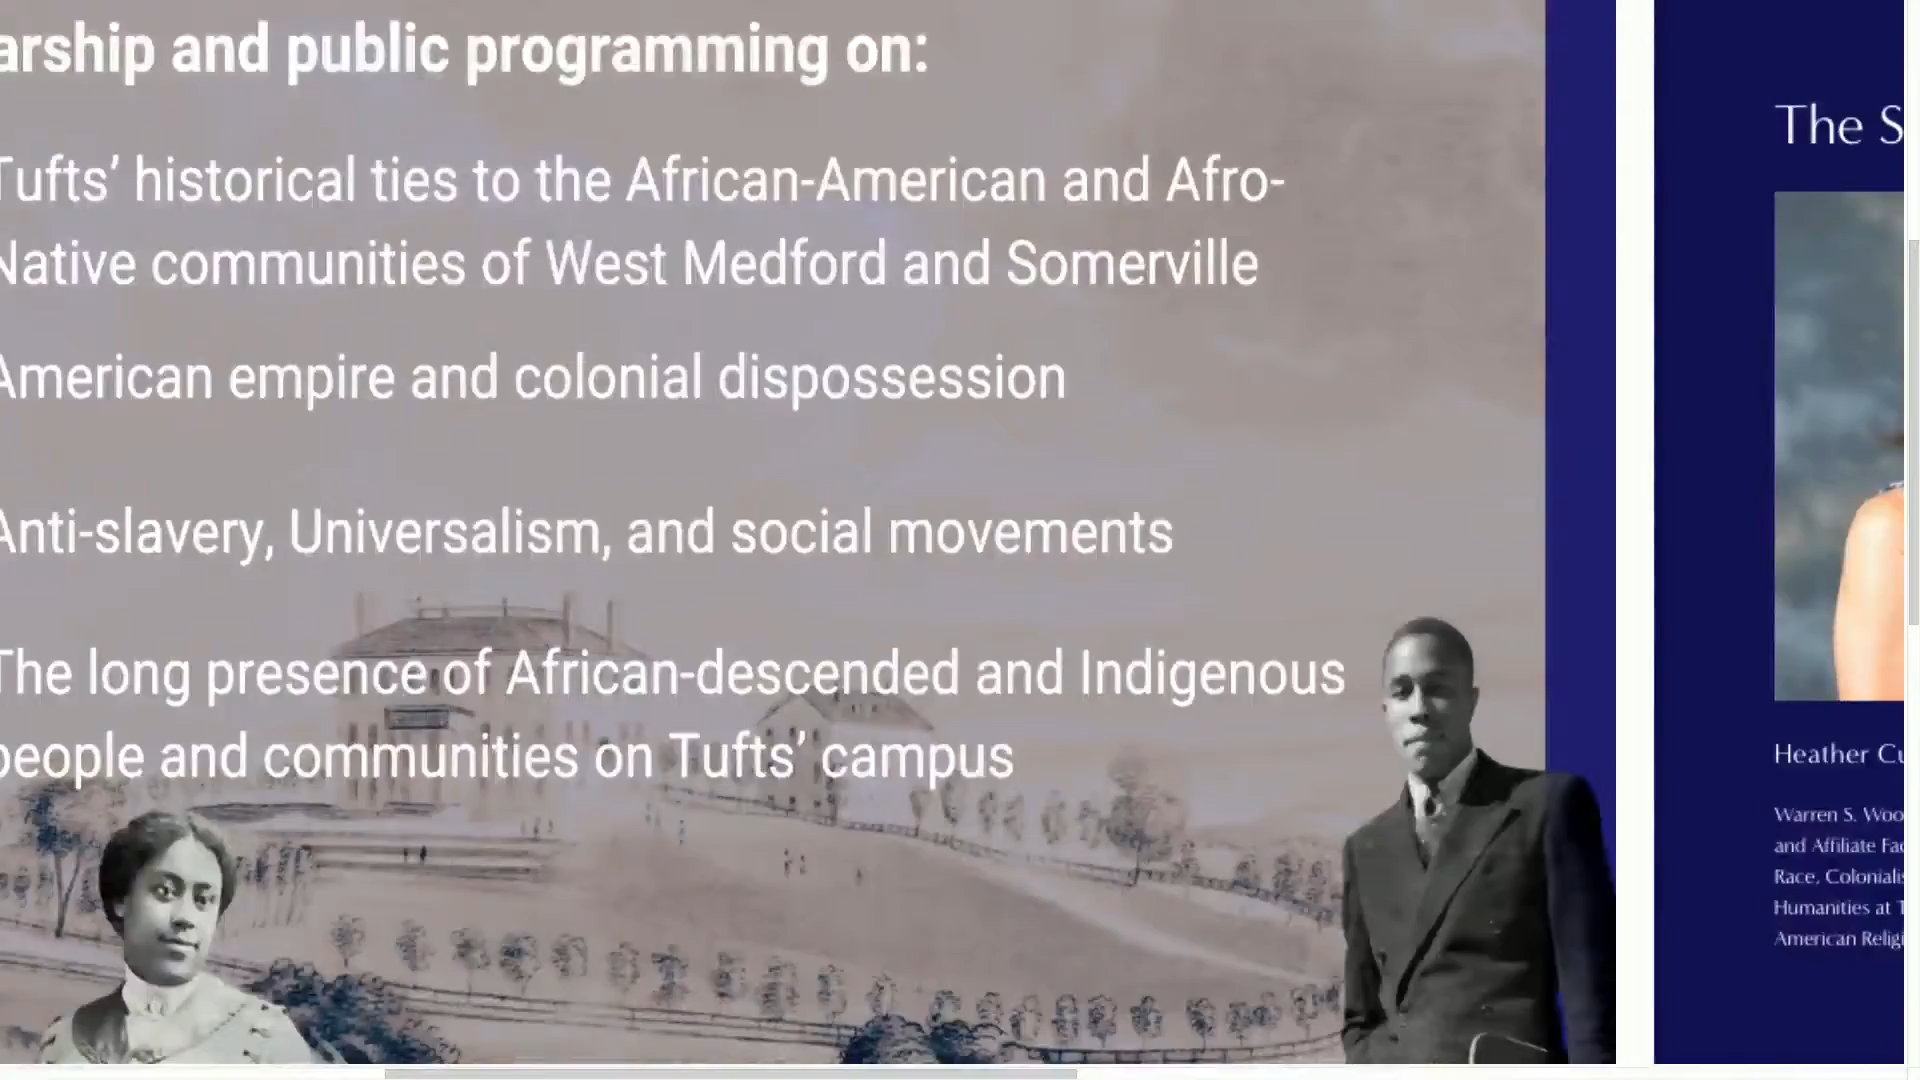 arship and public programming on:
Tufts’ historical ties to the African-American and Afro-
Native communities of West Medford and Somerville
American empire and colonial dispossession
Anti-slavery, Universalism, and social movements
The long presence of African-descended and Indigenous
people and communities on Tufts’ campus
The S
Heather Cu
Warren S. Woo
and Affiliate Fac
Race, Colonialis
Humanities at T
American Religi